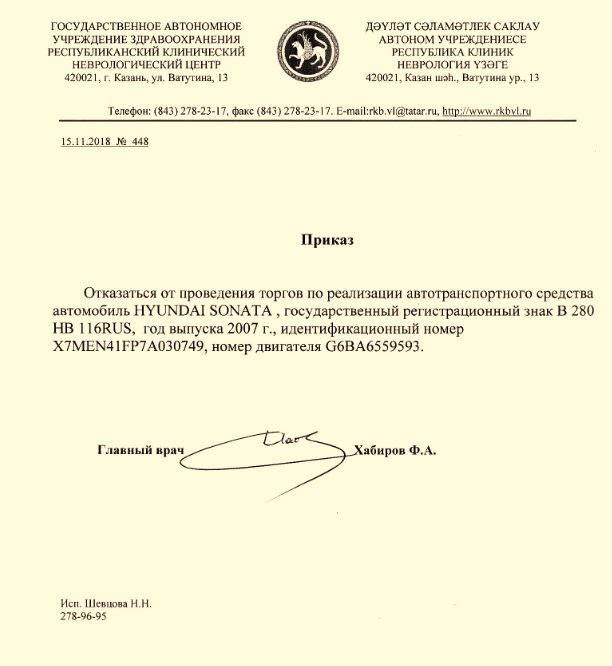 ГОСУДАРСТВЕННОЕ АВТОНОМНОЕ
УЧРЕЖДЕНИЕ ЗДРАВООХРАНЕНИЯ
РЕСПУБЛИКАНСКИЙ КЛИНИЧЕСКИЙ
НЕВРОЛОГИЧЕСКИЙ ЦЕНТР
420021, г. Казань, ул. Ватутина, 13
ДӘҮЛӘТ СӘЛАМӘТЛЕК САКЛАУ
АВТОНОМ УЧРЕЖДЕНИЕСЕ
РЕСПУБЛИКА КЛИНИК
НЕВРОЛОГИЯ ҮЗӘГЕ
420021, Казан шәһ., Ватутина ур., 13
Телефон: (843) 278-23-17, факс (843) 278-23-17. E-mail:rkb.vl@tatar.ru, http://www.rkbvl.ru
15.11.2018 № 448
Приказ
Отказаться от проведения торгов по реализации автотранспортного средства
автомобиль HYUNDAI SONATA , государственный регистрационный знак В 280
НВ 116RUS, год выпуска 2007 г., идентификационный номер
X7MEN41FP7A030749, номер двигателя G6BA6559593.
Главный врач Хабиров Ф.А.
Исп. Шевцова Н.Н.
278-96-95